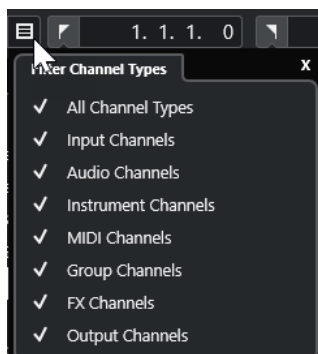 1. 1. 1. 0
Filter Channel Types X
All Channel Types
Input Channels
Audio Channels
Instrument Channels
MIDI Channels
Group Channels
FX Channels
Output Channels